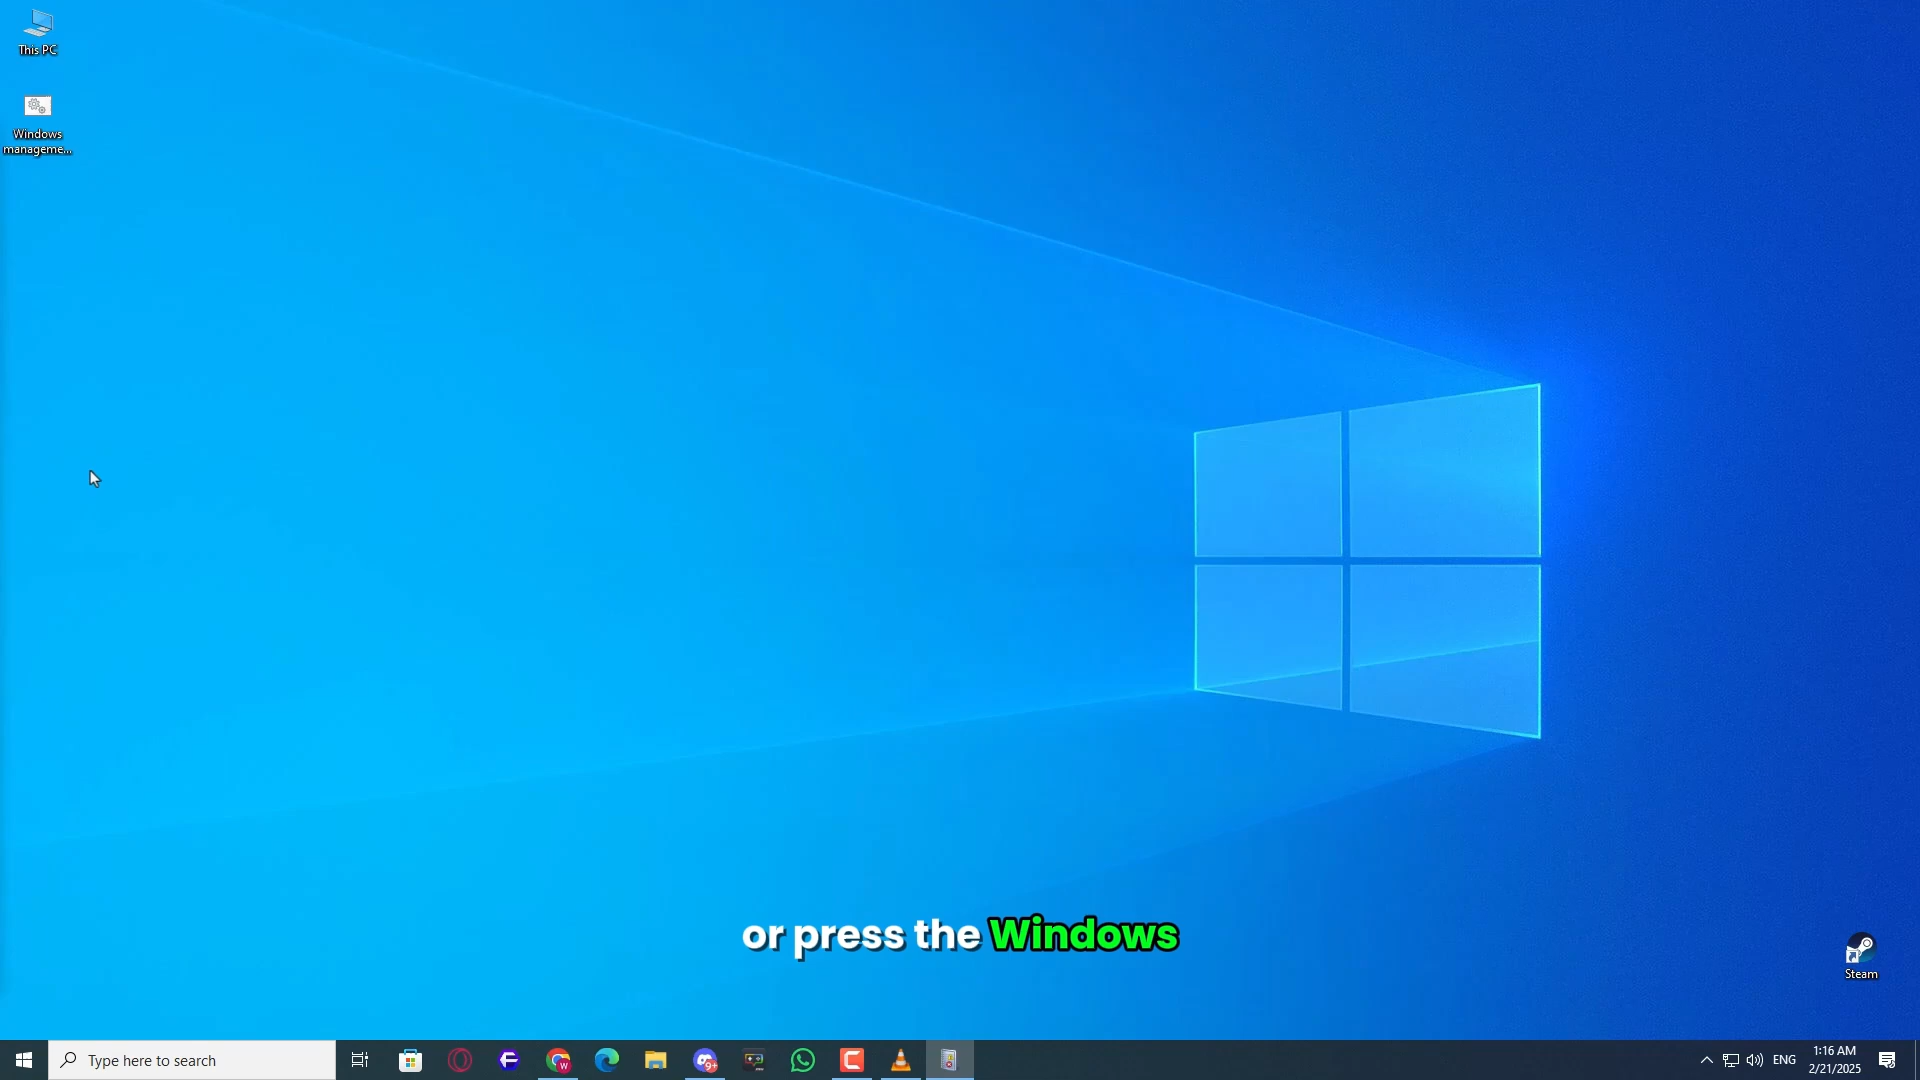 This PC
Windows
manageme...
or press the Windows
Steam
Type here to search
W
9+
ENG
1:16 AM
2/21/2025